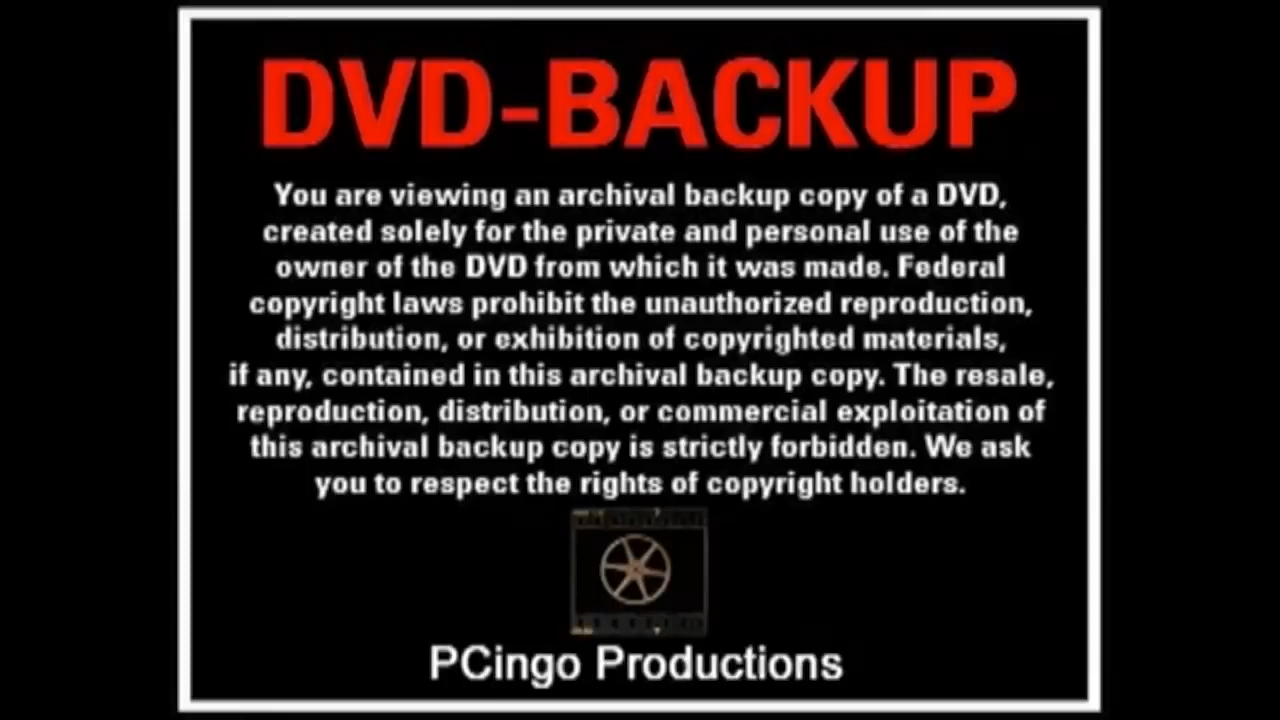 DVD-BACKUP
You are viewing an archival backup copy of a DVD,
created solely for the private and personal use of the
owner of the DVD from which it was made. Federal
copyright laws prohibit the unauthorized reproduction,
distribution, or exhibition of copyrighted materials,
if any, contained in this archival backup copy. The resale,
reproduction, distribution, or commercial exploitation of
this archival backup copy is strictly forbidden. We ask
you to respect the rights of copyright holders.
PCingo Productions